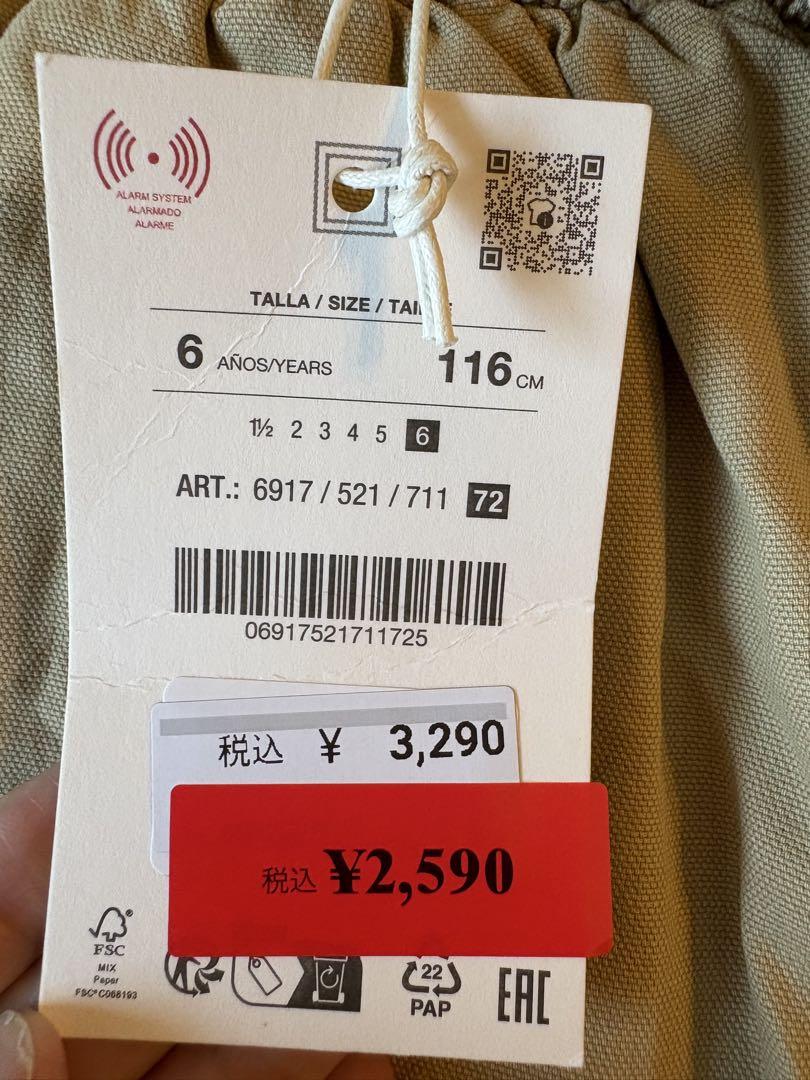 ALARM SYSTEM
ALARMADO
ALARME
TALLA / SIZE /
6 AÑOS/YEARS 116 CM
1½ 2 3 4 5 6
ART.: 6917 / 521 / 711 72
06917521711725
税込 ¥ 3,290
税込 ¥2,590
FSC®
MIX
Paper
FSC® C068193
22
PAP
EAC